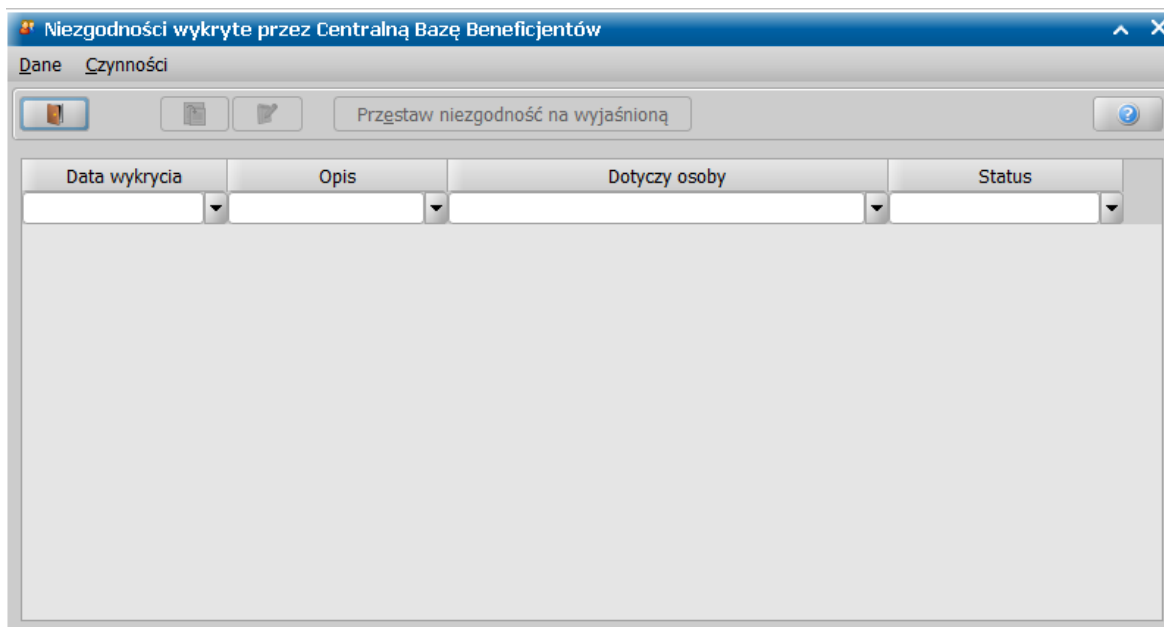 Niezgodności wykryte przez Centralną Bazę Beneficjentów
Dane Czynności
Przestaw niezgodność na wyjaśnioną
Data wykrycia Opis Dotyczy osoby Status